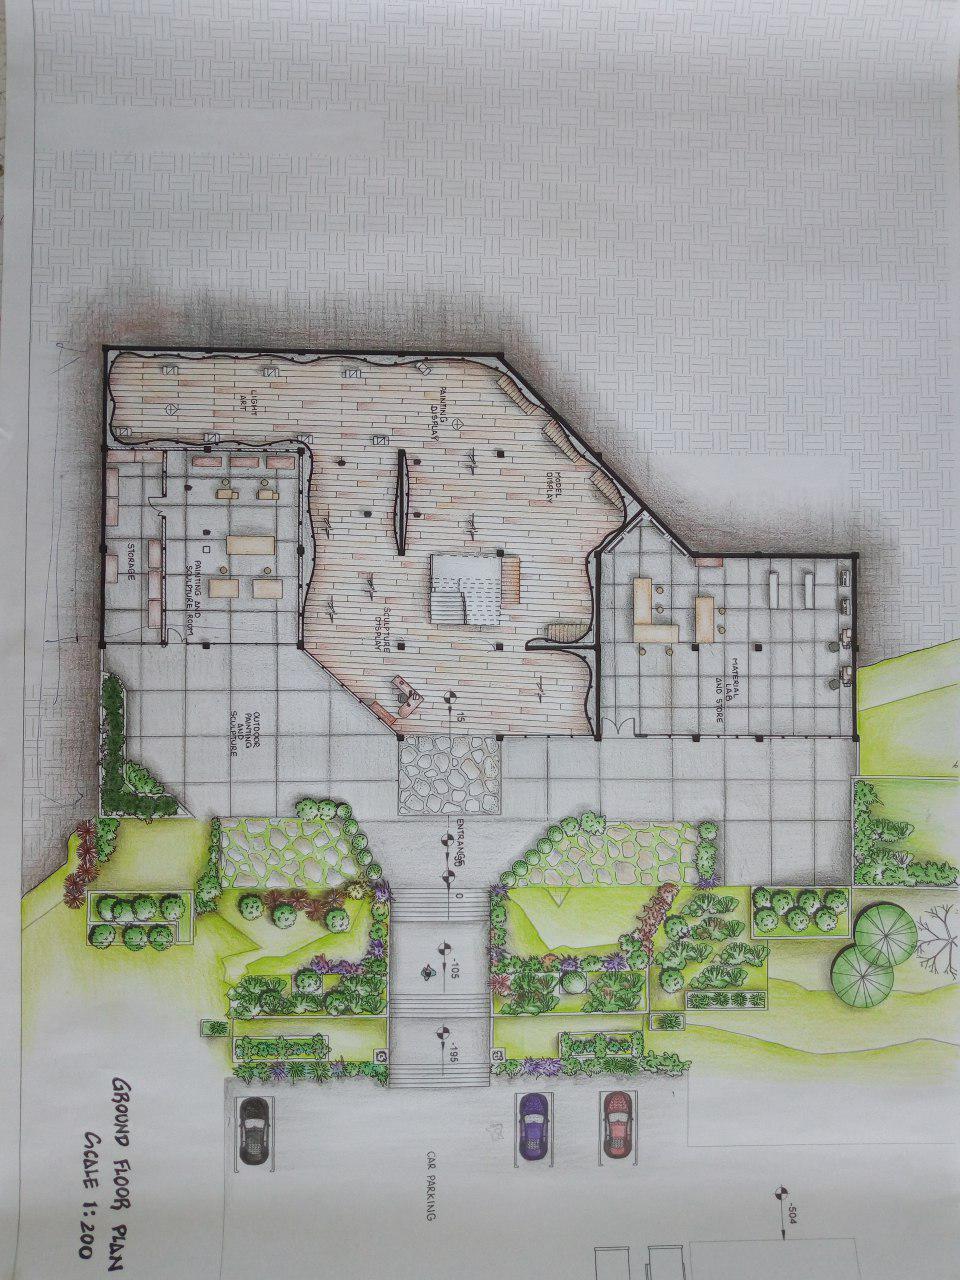 LIGHT
ART
PAINTING
DISPLAY
MODEL
DISPLAY
STORAGE
PAINTING AND
SCULPTURE ROOM
SCULPTURE
DISPLAY
MATERIAL
LAB
AND STORE
-15
OUTDOOR
PAINTING
AND
SCULPTURE
ENTRANCE
0
-105
-195
CAR PARKING
-504
GROUND FLOOR PLAN
SCALE 1:200